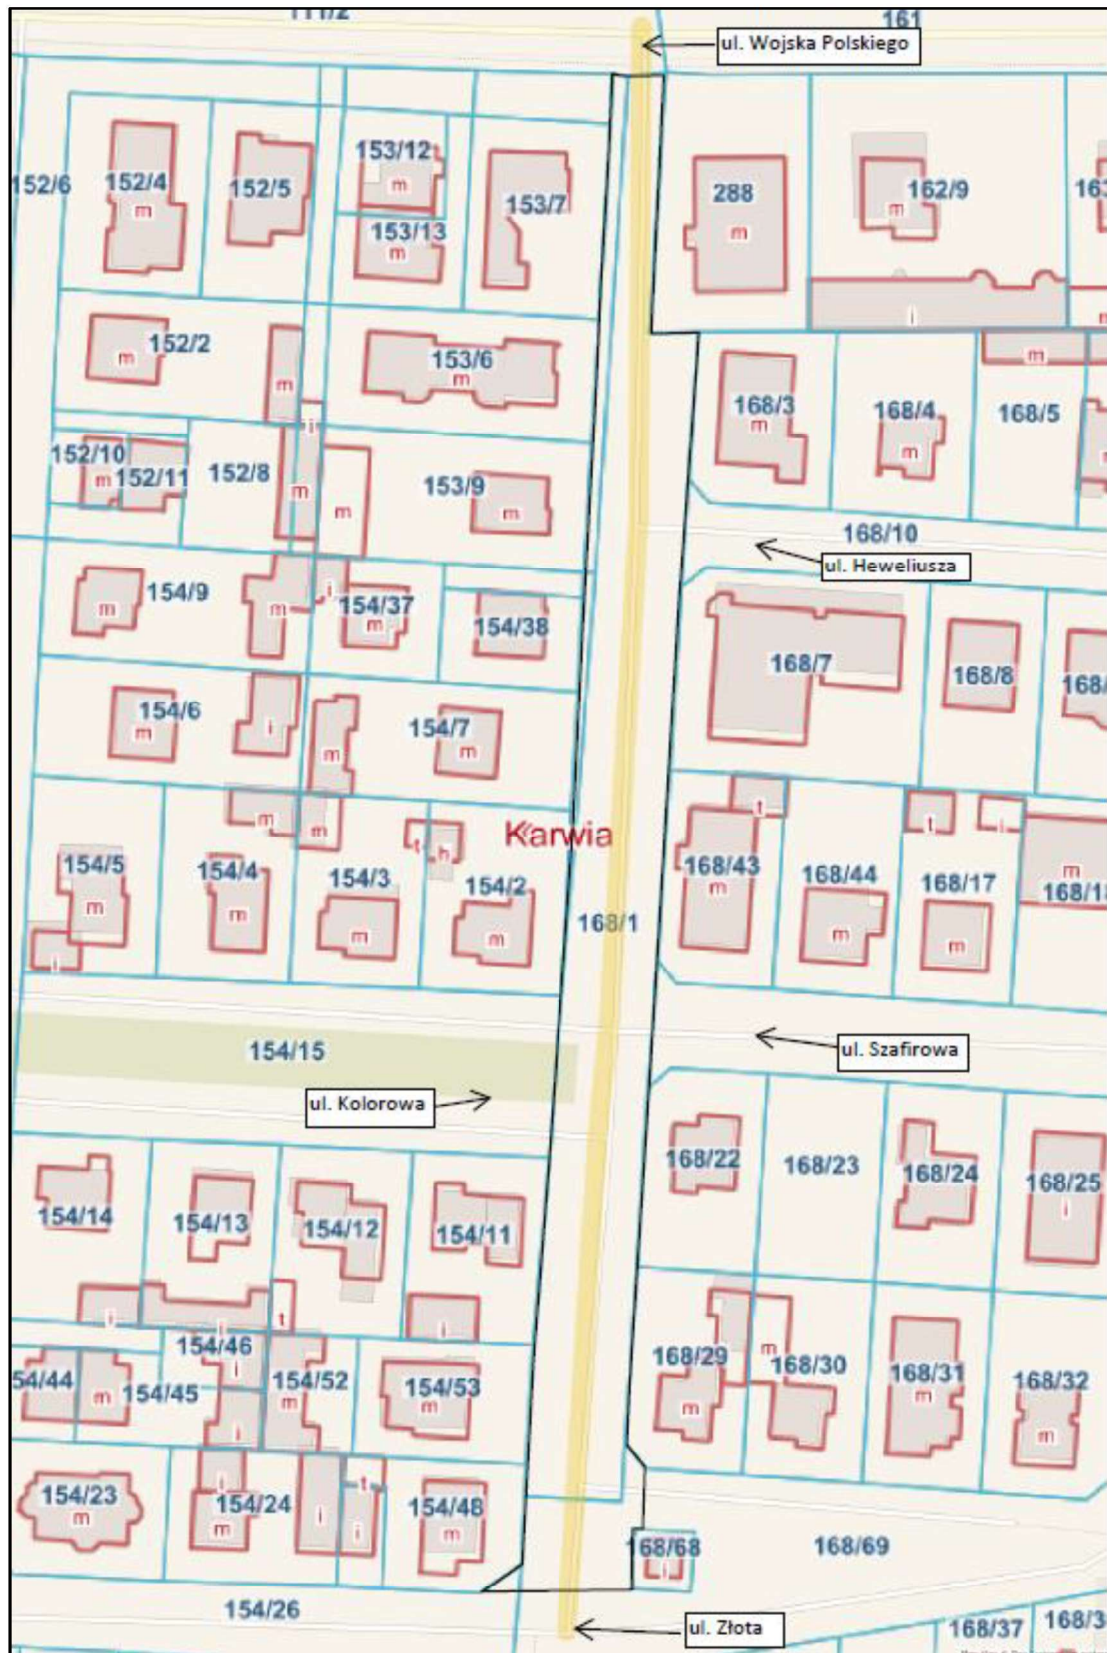 111/2
161
ul. Wojska Polskiego
152/6
152/4
m
152/5
153/12
m
153/13
m
153/7
288
m
162/9
m
i
152/2
m
m
153/6
m
i
168/3
m
168/4
m
168/5
m
152/10
m
152/11
152/8
m
m
153/9
m
168/10
ul. Heweliusza
154/9
m
m
i
154/37
m
154/38
168/7
168/8
154/6
m
i
m
154/7
m
m
m
Karwia
t
h
t
t
i
154/5
m
i
154/4
m
154/3
m
154/2
m
168/1
168/43
m
168/44
m
168/17
m
m
168/18
154/15
ul. Szafirowa
ul. Kolorowa
154/14
154/13
154/12
154/11
168/22
168/23
168/24
168/25
i
i
i
t
i
154/46
i
154/44
m
154/45
i
154/52
m
154/53
m
168/29
m
m
168/30
168/31
m
168/32
m
154/23
m
i
154/24
m
i
t
i
154/48
m
168/68
i
168/69
154/26
ul. Złota
168/37